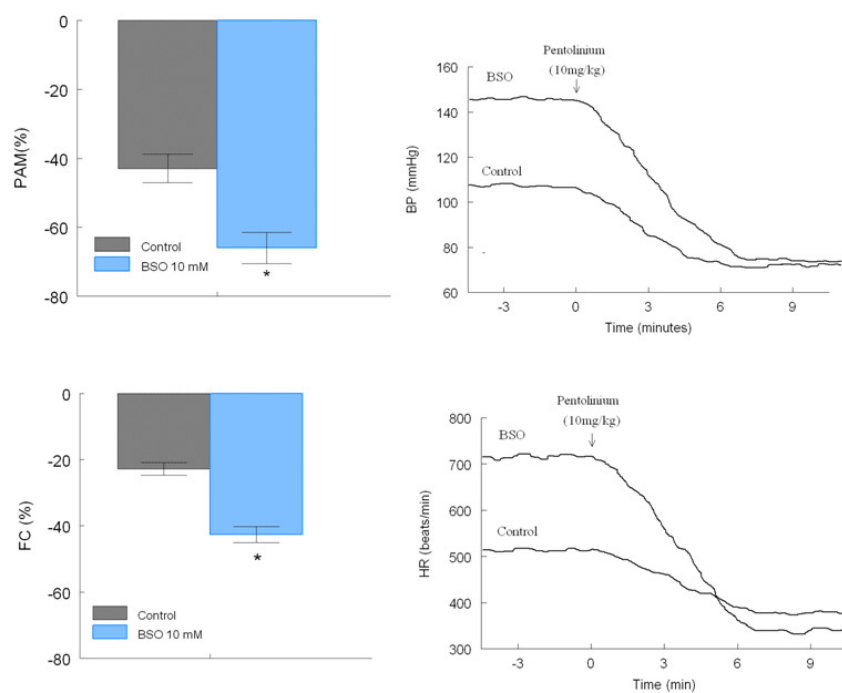 0
-20
-40
-60
-80
PAM(%)
Control
BSO 10 mM
*
Pentolinium
(10mg/kg)
BSO
Control
160
140
120
100
80
60
BP (mmHg)
-3
0
3
6
9
Time (minutes)
0
-20
-40
-60
-80
FC (%)
Control
BSO 10 mM
*
Pentolinium
(10mg/kg)
BSO
Control
800
700
600
500
400
300
HR (beats/min)
-3
0
3
6
9
Time (min)